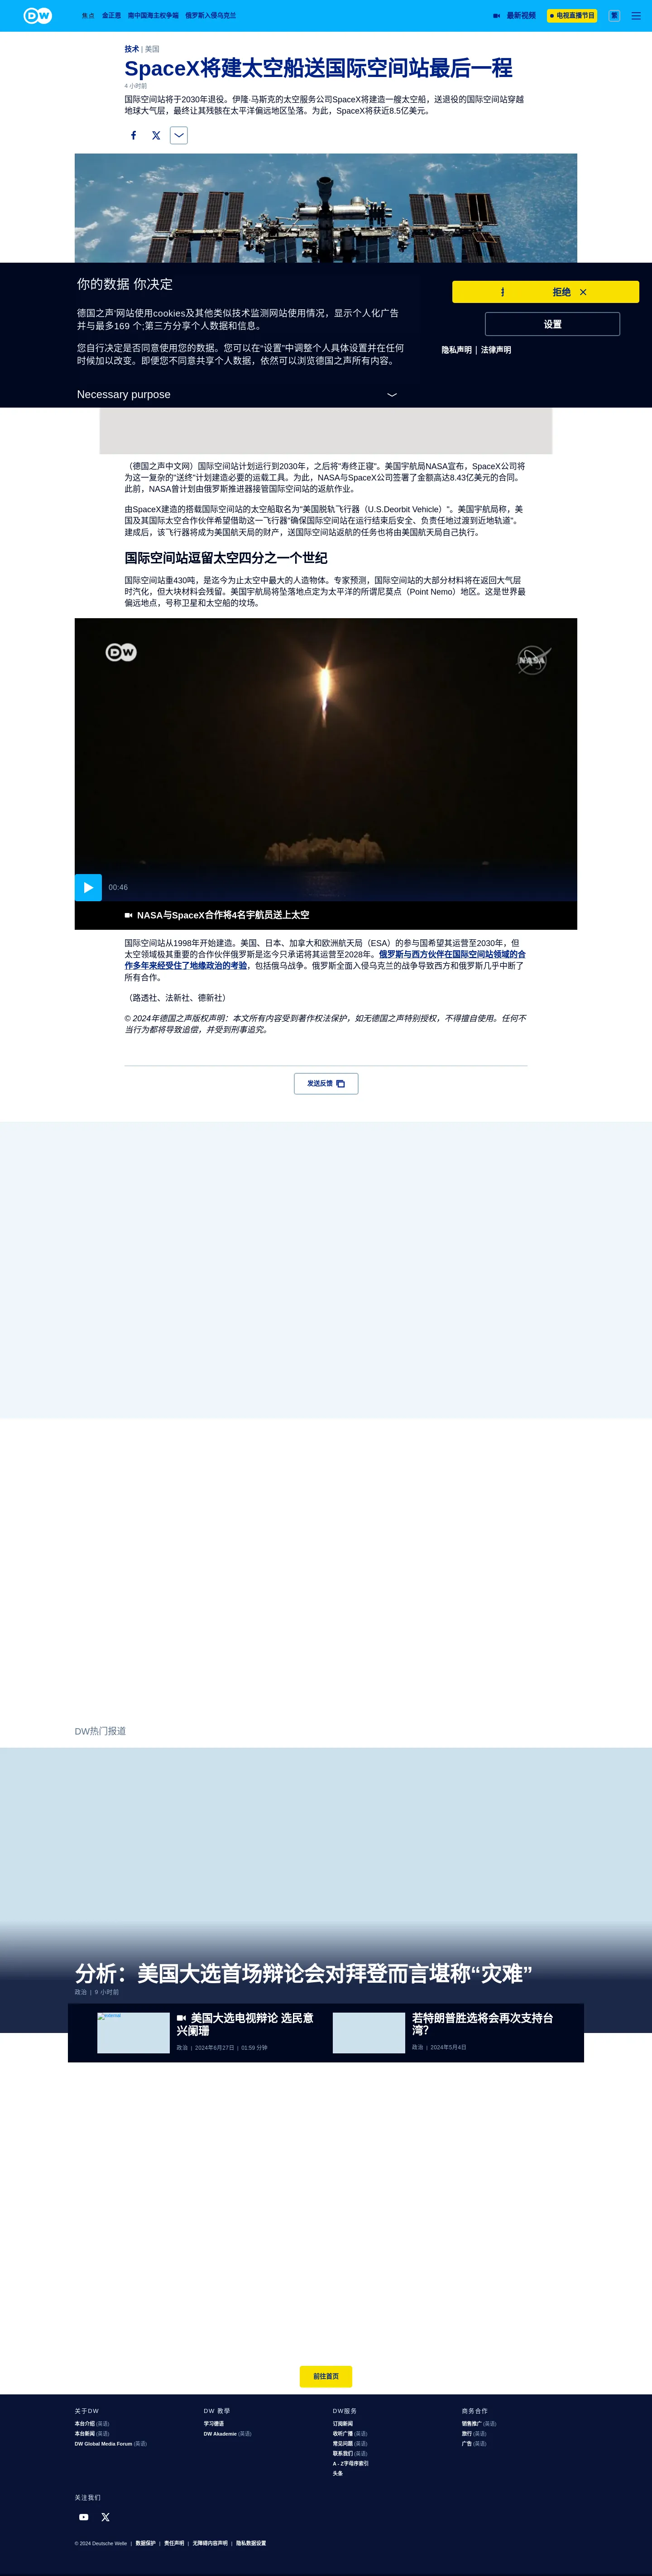 DW
焦点 金正恩 南中国海主权争端 俄罗斯入侵乌克兰
最新视频
电视直播节目
繁
技术 | 美国
SpaceX将建太空船送国际空间站最后一程
4 小时前
国际空间站将于2030年退役。伊隆·马斯克的太空服务公司SpaceX将建造一艘太空船，送退役的国际空间站穿越
地球大气层，最终让其残骸在太平洋偏远地区坠落。为此，SpaceX将获近8.5亿美元。
你的数据 你决定
德国之声'网站使用cookies及其他类似技术监测网站使用情况，显示个人化广告
并与最多169 个;第三方分享个人数据和信息。
您自行决定是否同意使用您的数据。您可以在“设置”中调整个人具体设置并在任何
时候加以改变。即便您不同意共享个人数据，依然可以浏览德国之声所有内容。
Necessary purpose
拒绝
设置
隐私声明 | 法律声明
（德国之声中文网）国际空间站计划运行到2030年，之后将“寿终正寝”。美国宇航局NASA宣布，SpaceX公司将
为这一复杂的”送终”计划建造必要的运载工具。为此，NASA与SpaceX公司签署了金额高达8.43亿美元的合同。
此前，NASA曾计划由俄罗斯推进器接管国际空间站的返航作业。
由SpaceX建造的搭载国际空间站的太空船取名为“美国脱轨飞行器（U.S.Deorbit Vehicle）”。美国宇航局称，美
国及其国际太空合作伙伴希望借助这一飞行器“确保国际空间站在运行结束后安全、负责任地过渡到近地轨道”。
建成后，该飞行器将成为美国航天局的财产，送国际空间站返航的任务也将由美国航天局自己执行。
国际空间站逗留太空四分之一个世纪
国际空间站重430吨，是迄今为止太空中最大的人造物体。专家预测，国际空间站的大部分材料将在返回大气层
时汽化，但大块材料会残留。美国宇航局将坠落地点定为太平洋的所谓尼莫点（Point Nemo）地区。这是世界最
偏远地点，号称卫星和太空船的坟场。
DW
NASA
00:46
NASA与SpaceX合作将4名宇航员送上太空
国际空间站从1998年开始建造。美国、日本、加拿大和欧洲航天局（ESA）的参与国希望其运营至2030年，但
太空领域极其重要的合作伙伴俄罗斯是迄今只承诺将其运营至2028年。俄罗斯与西方伙伴在国际空间站领域的合
作多年来经受住了地缘政治的考验，包括俄乌战争。俄罗斯全面入侵乌克兰的战争导致西方和俄罗斯几乎中断了
所有合作。
（路透社、法新社、德新社）
© 2024年德国之声版权声明：本文所有内容受到著作权法保护，如无德国之声特别授权，不得擅自使用。任何不
当行为都将导致追偿，并受到刑事追究。
发送反馈
DW热门报道
分析：美国大选首场辩论会对拜登而言堪称“灾难”
政治 | 9 小时前
美国大选电视辩论 选民意
兴阑珊
政治 | 2024年6月27日 | 01:59 分钟
若特朗普胜选将会再次支持台
湾？
政治 | 2024年5月4日
前往首页
关于DW
本台介绍 (英语)
本台新闻 (英语)
DW Global Media Forum (英语)
DW 教學
学习德语
DW Akademie (英语)
DW服务
订阅新闻
收听广播 (英语)
常见问题 (英语)
联系我们 (英语)
A - Z字母序索引
头条
商务合作
销售推广 (英语)
旅行 (英语)
广告 (英语)
关注我们
© 2024 Deutsche Welle | 数据保护 | 责任声明 | 无障碍内容声明 | 隐私数据设置